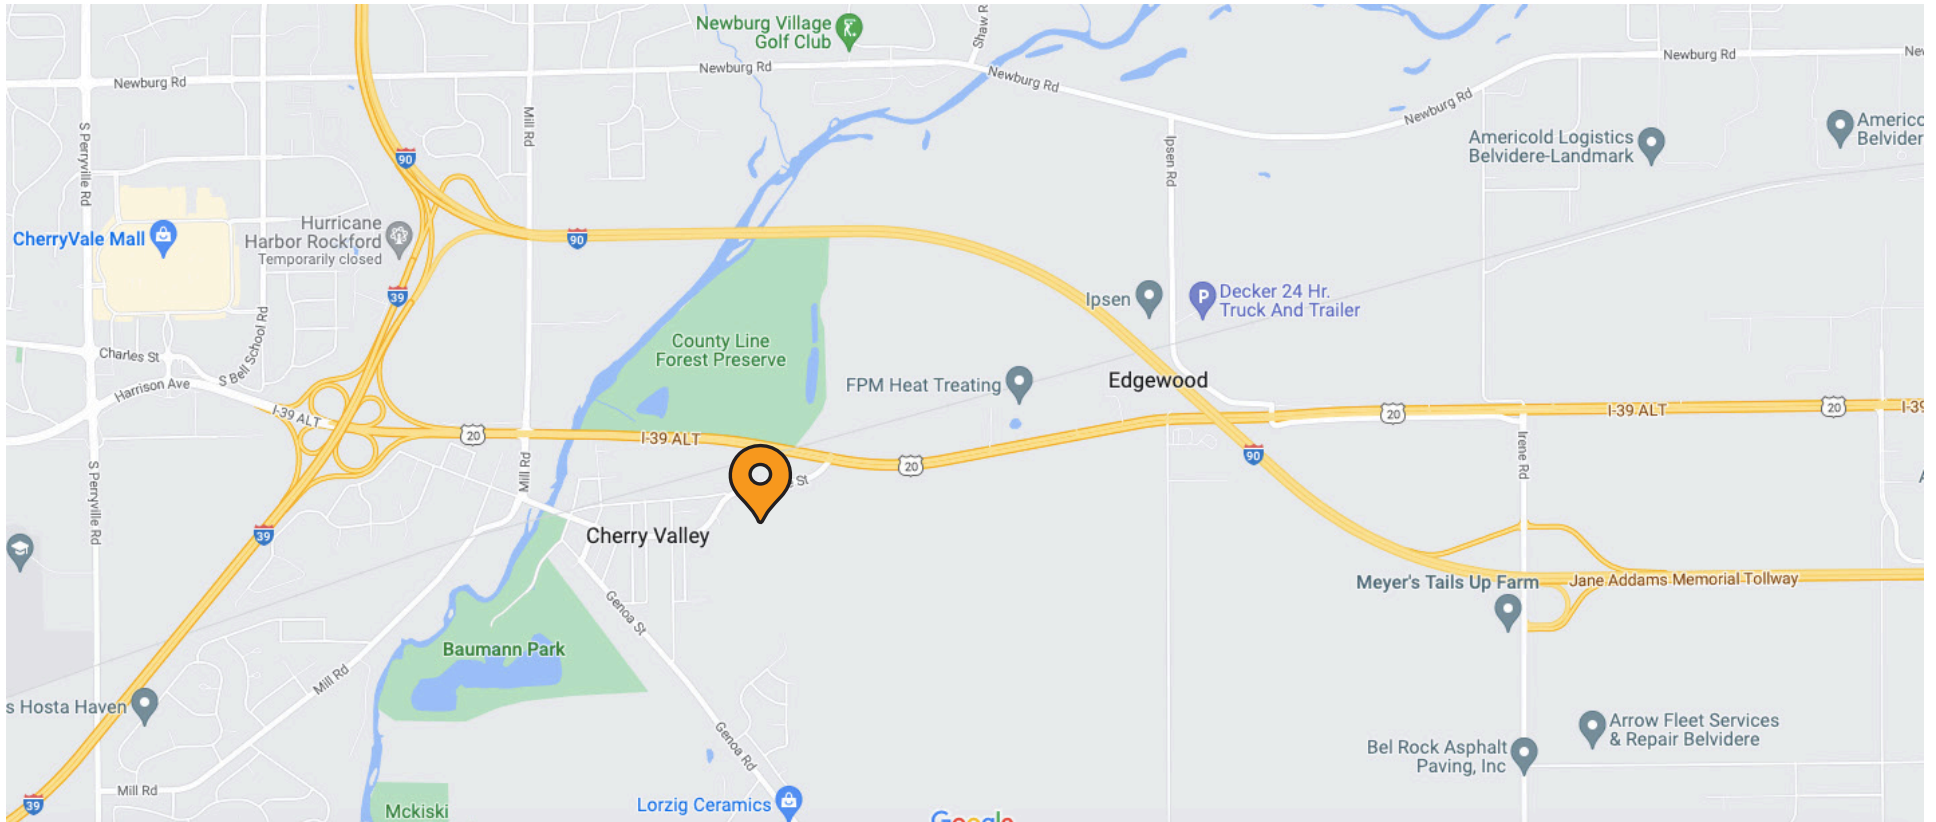 Newburg Village
Golf Club
Shaw R
Newburg Rd
Newburg Rd
Newburg Rd
Newburg Rd
Newburg Rd
S Perryville Rd
Mill Rd
Ipsen Rd
90
Americold Logistics
Belvidere-Landmark
Americo
Belvider
CherryVale Mall
Hurricane
Harbor Rockford
Temporarily closed
90
39
Ipsen
P
Decker 24 Hr.
Truck And Trailer
County Line
Forest Preserve
Charles St
S Bell School Rd
Harrison Ave
FPM Heat Treating
Edgewood
I-39 ALT
20
I-39 ALT
20
20
I-39 ALT
20
I-39
90
S Perryville Rd
Mill Rd
Irene Rd
St
39
Cherry Valley
Genoa St
Meyer's Tails Up Farm
Jane Addams Memorial Tollway
Baumann Park
Mill Rd
s Hosta Haven
Genoa Rd
Arrow Fleet Services
& Repair Belvidere
Bel Rock Asphalt
Paving, Inc
Mill Rd
39
Mckiski
Lorzig Ceramics
Google